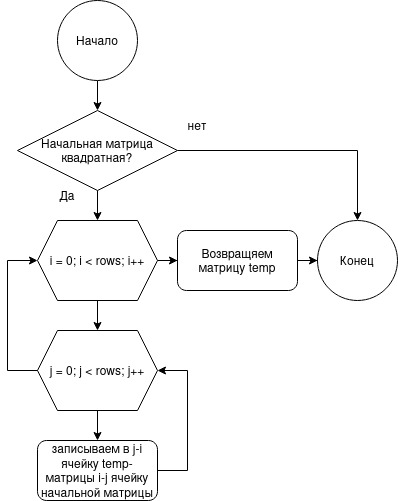 Начало
Начальная матрица
квадратная?
нет
Да
i = 0; i < rows; i++
Возвращяем
матрицу temp
Конец
j = 0; j < rows; j++
записываем в j-i
ячейку temp-
матрицы i-j ячейку
начальной матрицы